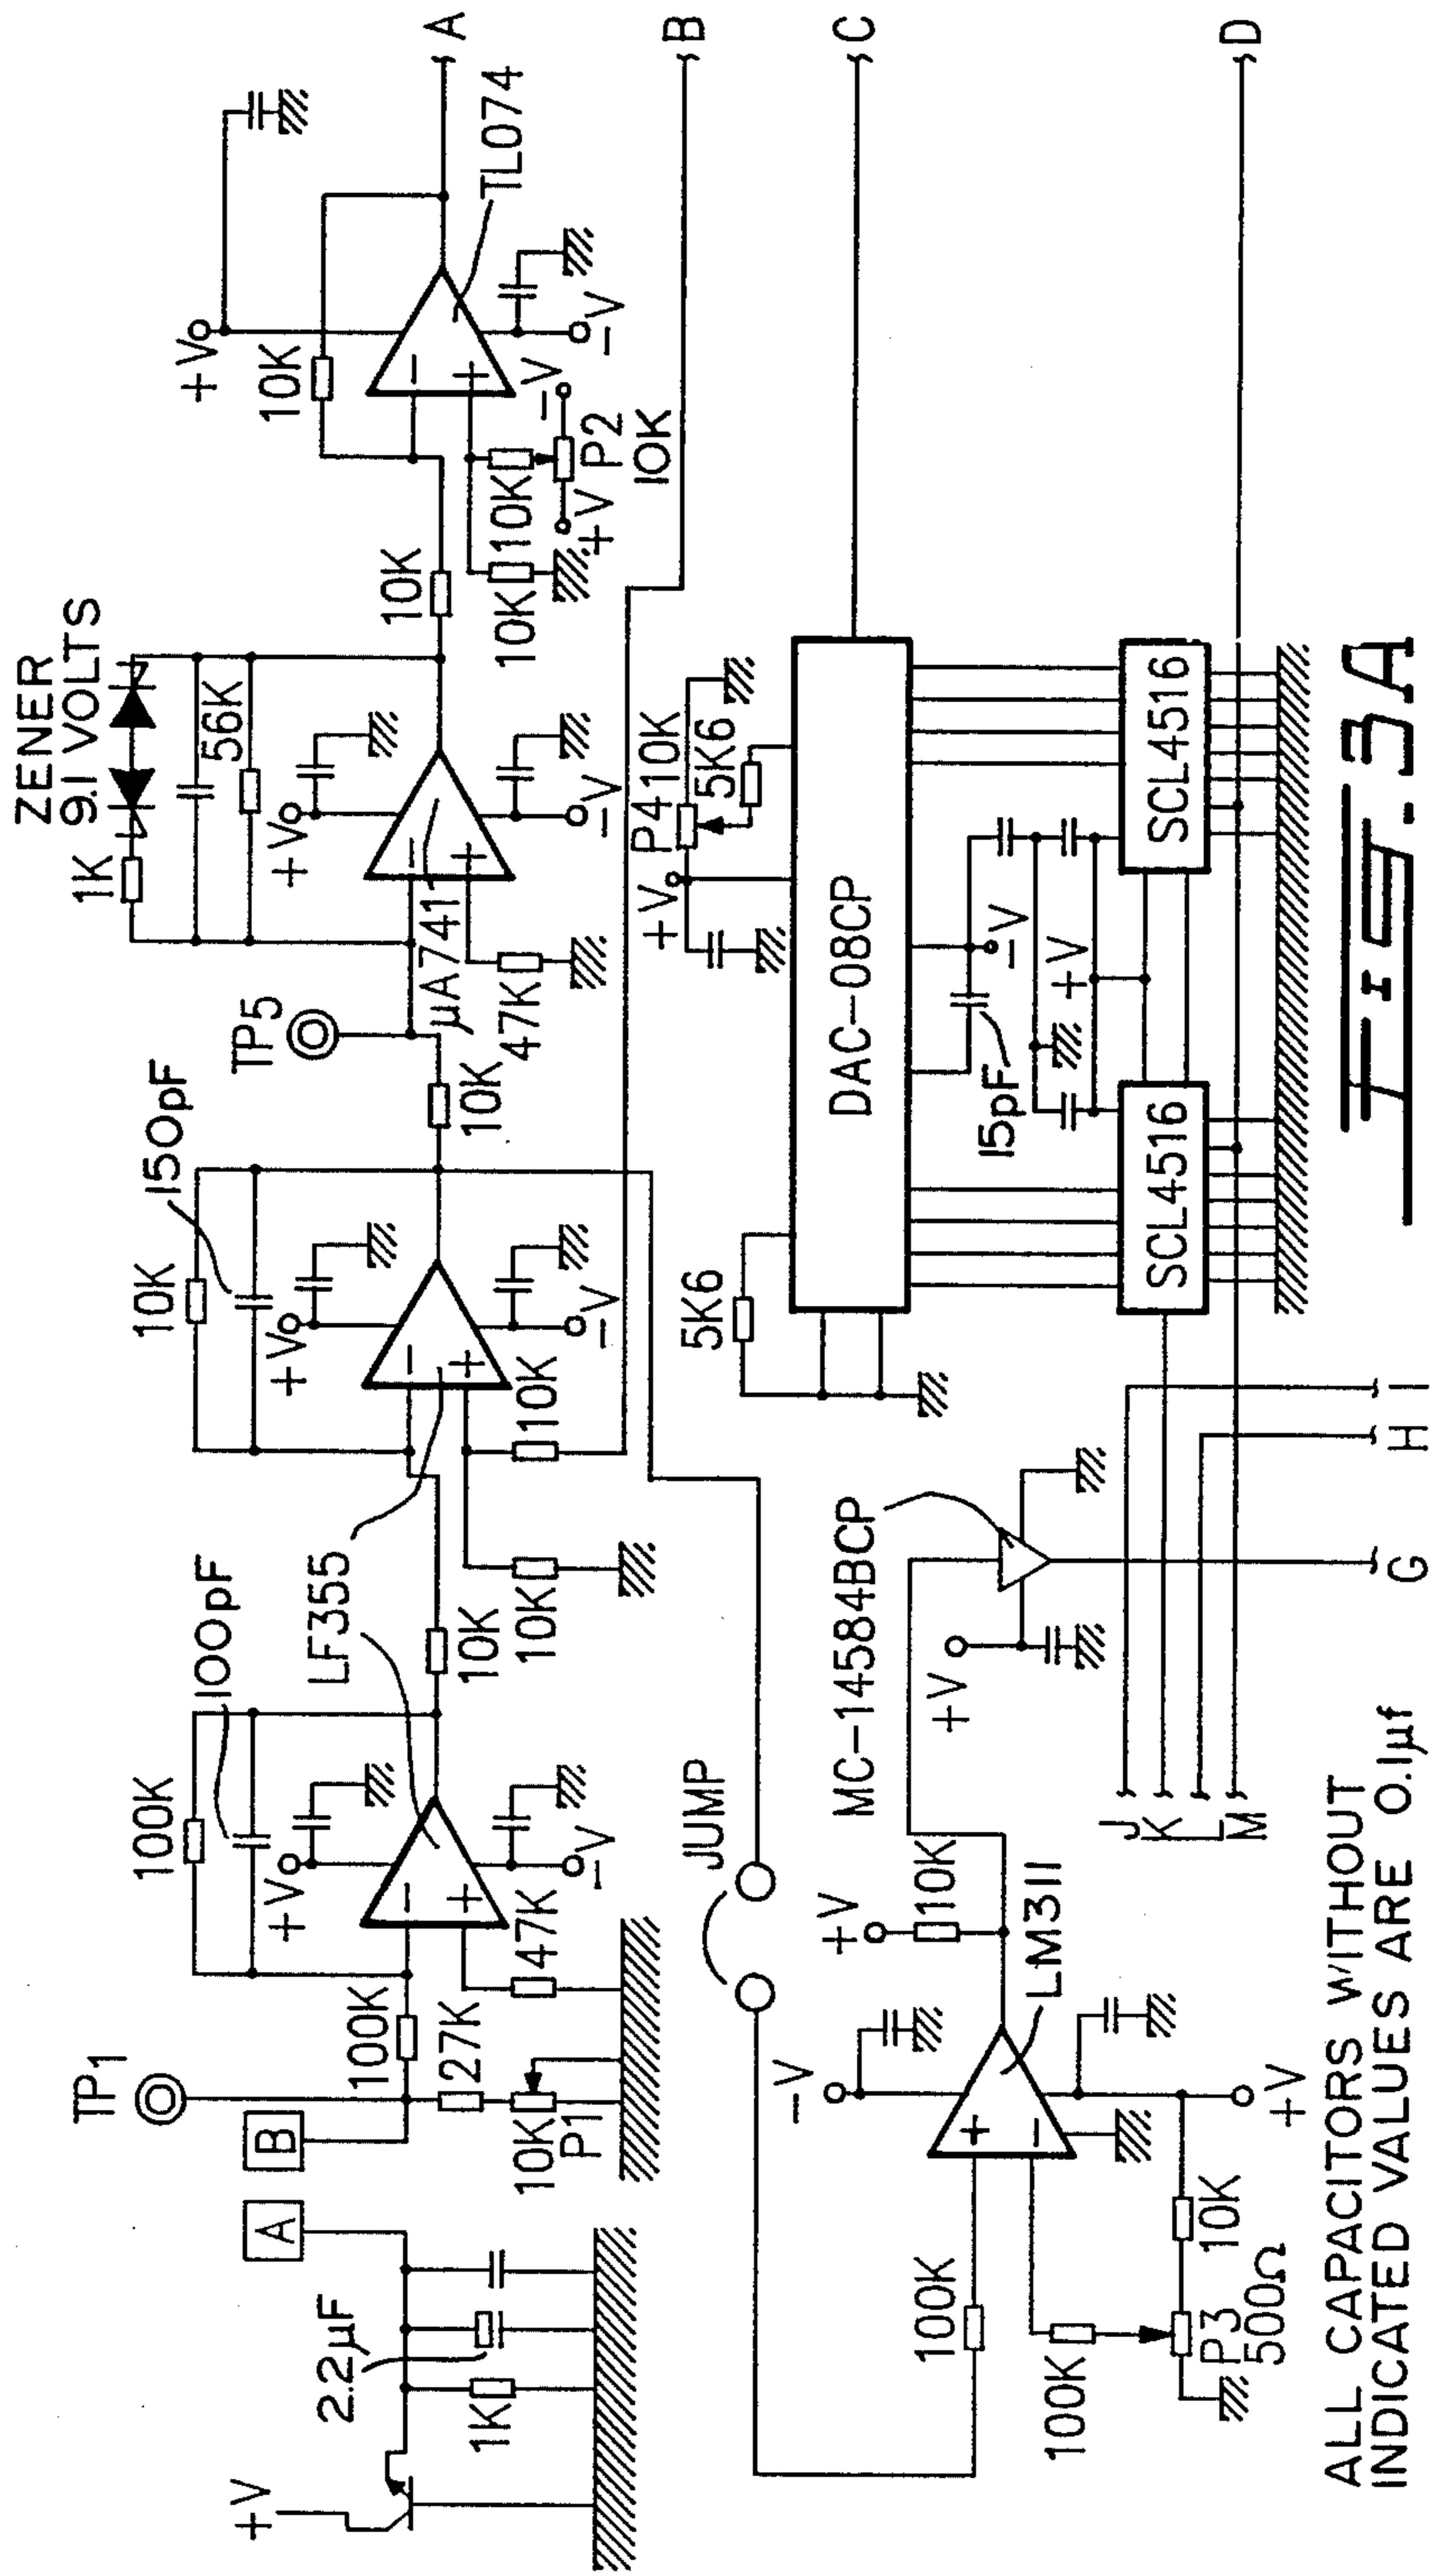 ZENER
9.1 VOLTS
1K
56K
150pF
TP5
100pF
10K
100K
TP1
+V
+V
+V
+V
+V
10K
A
B
A
LF355
10K
10K
10K
μA741
TL074
100K
27K
47K
10K
10K
47K
10K
10K
-V
-V
-V
-V
-V
+V
P2
10K
2.2μF
1K
10K
P1
B
JUMP
5K6
+V
P4 10K
5K6
DAC-08CP
C
-V
+V
10K
MC-14584BCP
+V
15pF
-V
+V
LM311
100K
100K
10K
P3
500Ω
+V
J
K
L
M
SCL4516
SCL4516
D
G
H
I
ALL CAPACITORS WITHOUT
INDICATED VALUES ARE 0.1μf
FIG. 3A